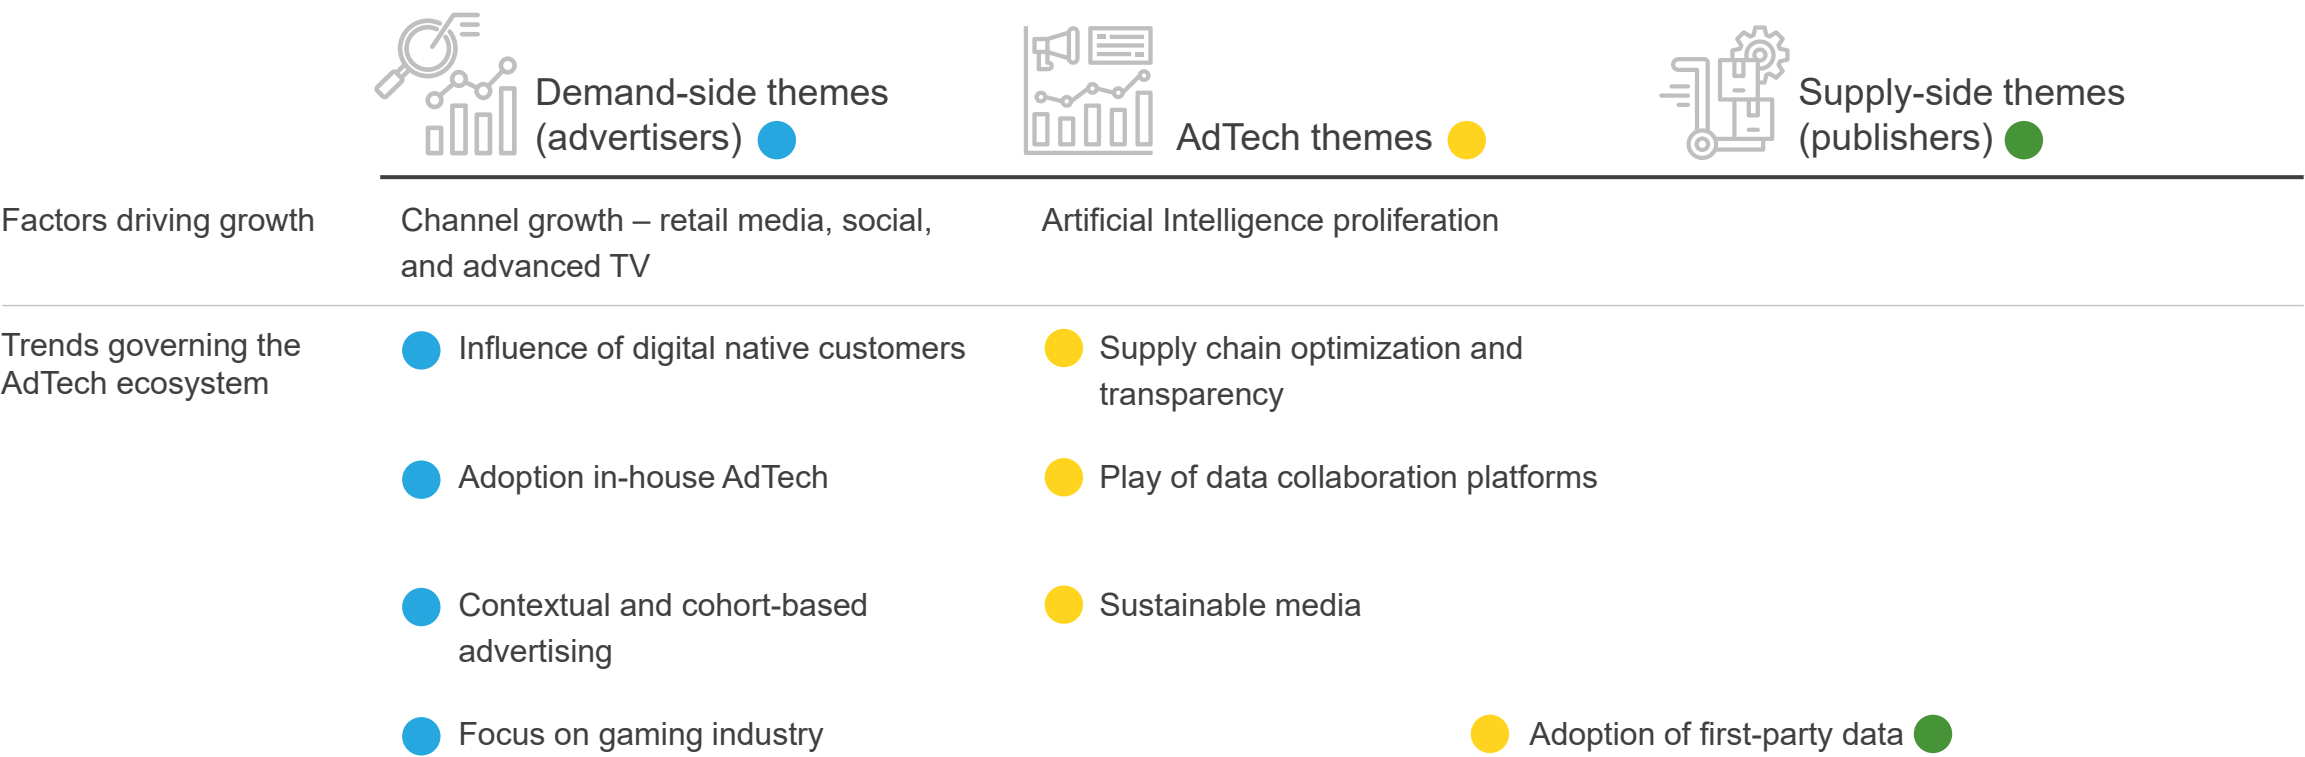 Demand-side themes
(advertisers)
AdTech themes
Supply-side themes
(publishers)
Factors driving growth
Channel growth – retail media, social,
and advanced TV
Artificial Intelligence proliferation
Trends governing the
AdTech ecosystem
Influence of digital native customers
Supply chain optimization and
transparency
Adoption in-house AdTech
Play of data collaboration platforms
Contextual and cohort-based
advertising
Sustainable media
Focus on gaming industry
Adoption of first-party data